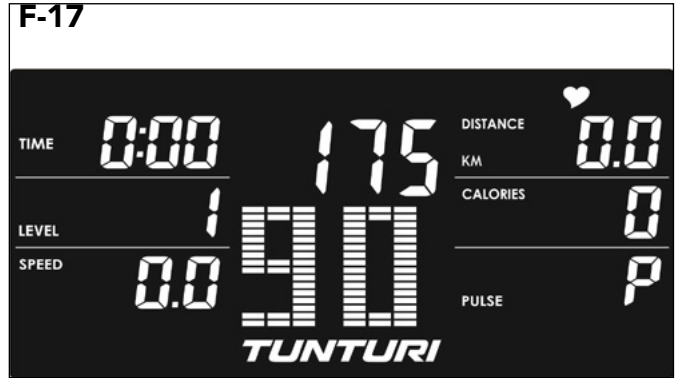 F-17
TIME 0:00
175
DISTANCE KM 0.0
LEVEL 1
CALORIES 0
SPEED 0.0
90
PULSE P
TUNTURI